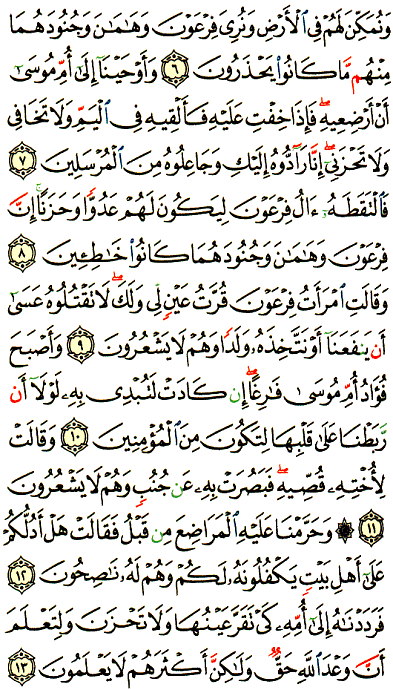 وَنُمَكِّنَ لَهُمْ فِي الْأَرْضِ وَنُرِيَ فِرْعَوْنَ وَهَامَانَ وَجُنُودَهُمَا
مِنْهُم مَّا كَانُوا يَحْذَرُونَ ٦ وَأَوْحَيْنَا إِلَىٰ أُمِّ مُوسَىٰ
أَنْ أَرْضِعِيهِ ۖ فَإِذَا خِفْتِ عَلَيْهِ فَأَلْقِيهِ فِي الْيَمِّ وَلَا تَخَافِي
وَلَا تَحْزَنِي ۖ إِنَّا رَادُّوهُ إِلَيْكِ وَجَاعِلُوهُ مِنَ الْمُرْسَلِينَ ٧
فَالْتَقَطَهُ آلُ فِرْعَوْنَ لِيَكُونَ لَهُمْ عَدُوًّا وَحَزَنًا ۗ إِنَّ
فِرْعَوْنَ وَهَامَانَ وَجُنُودَهُمَا كَانُوا خَاطِئِينَ ٨
وَقَالَتِ امْرَأَتُ فِرْعَوْنَ قُرَّتُ عَيْنٍ لِّي وَلَكَ ۖ لَا تَقْتُلُوهُ عَسَىٰ
أَن يَنفَعَنَا أَوْ نَتَّخِذَهُ وَلَدًا وَهُمْ لَا يَشْعُرُونَ ٩ وَأَصْبَحَ
فُؤَادُ أُمِّ مُوسَىٰ فَارِغًا ۖ إِن كَادَتْ لَتُبْدِي بِهِ لَوْلَا أَن
رَّبَطْنَا عَلَىٰ قَلْبِهَا لِتَكُونَ مِنَ الْمُؤْمِنِينَ ١٠ وَقَالَتْ
لِأُخْتِهِ قُصِّيهِ ۖ فَبَصُرَتْ بِهِ عَن جُنُبٍ وَهُمْ لَا يَشْعُرُونَ
١١ ۞ وَحَرَّمْنَا عَلَيْهِ الْمَرَاضِعَ مِن قَبْلُ فَقَالَتْ هَلْ أَدُلُّكُمْ
عَلَىٰ أَهْلِ بَيْتٍ يَكْفُلُونَهُ لَكُمْ وَهُمْ لَهُ نَاصِحُونَ ١٢
فَرَدَدْنَاهُ إِلَىٰ أُمِّهِ كَيْ تَقَرَّ عَيْنُهَا وَلَا تَحْزَنَ وَلِتَعْلَمَ
أَنَّ وَعْدَ اللَّهِ حَقٌّ وَلَٰكِنَّ أَكْثَرَهُمْ لَا يَعْلَمُونَ ١٣